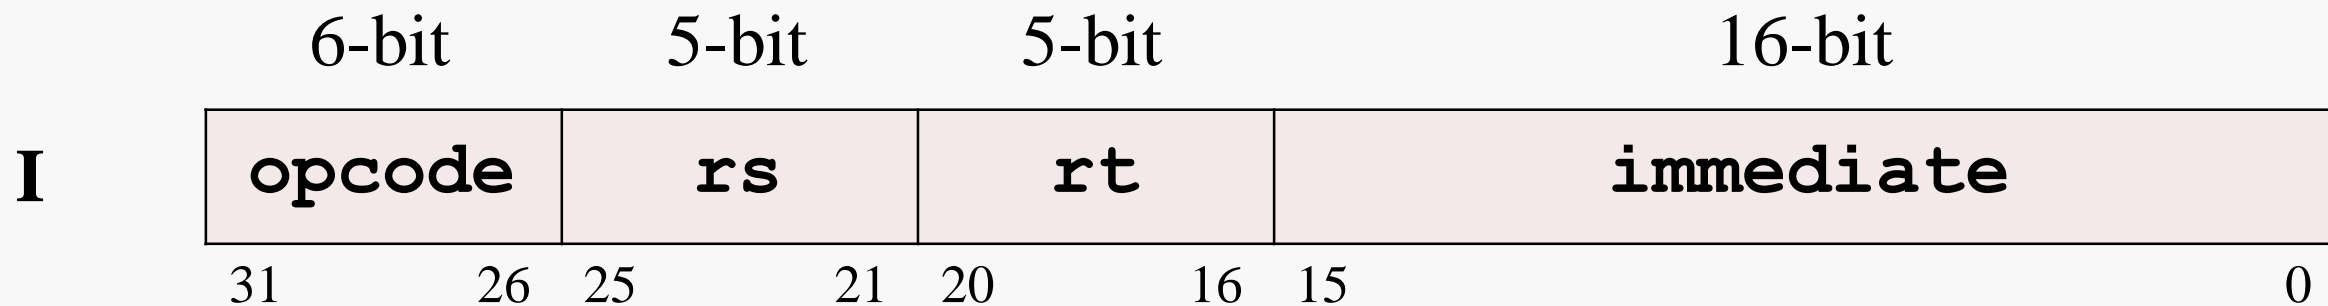 6-bit 5-bit 5-bit 16-bit
I opcode rs rt immediate
31 26 25 21 20 16 15 0